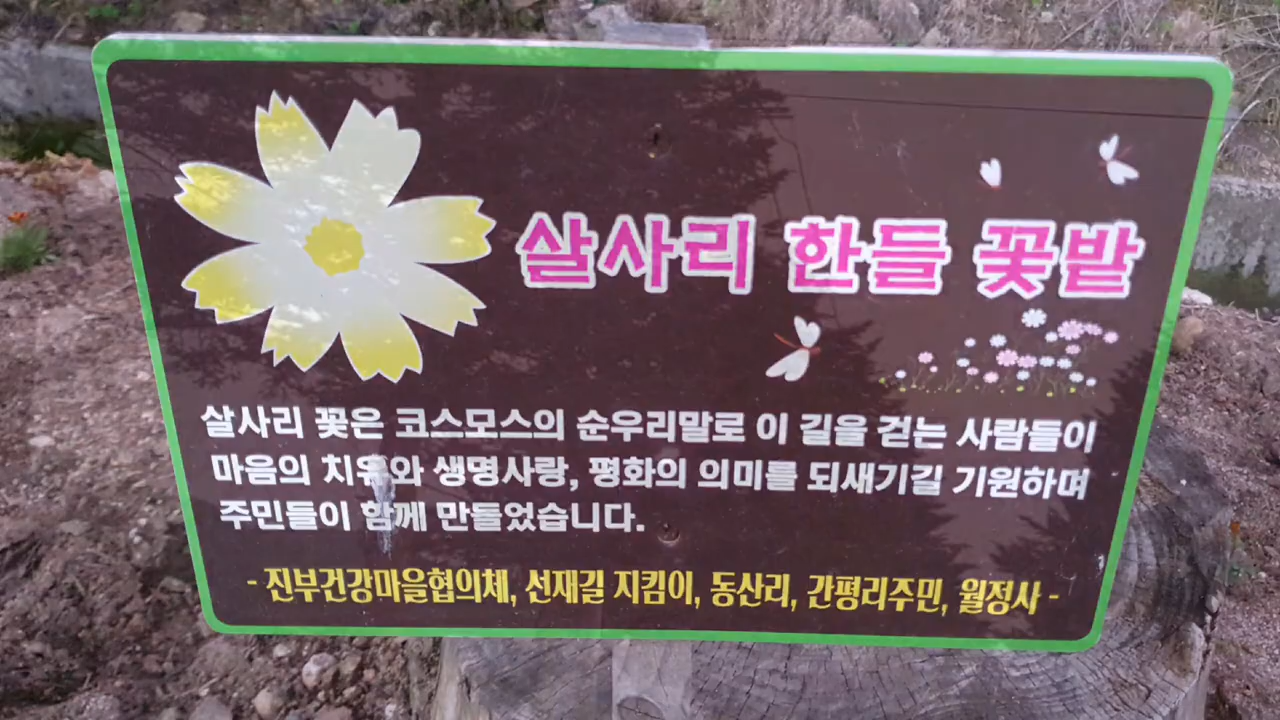 살사리 한들 꽃밭
살사리 꽃은 코스모스의 순우리말로 이 길을 걷는 사람들이
마음의 치유와 생명사랑, 평화의 의미를 되새기길 기원하며
주민들이 함께 만들었습니다.
- 진부건강마을협의체, 선재길 지킴이, 동산리, 간평리주민, 월정사 -